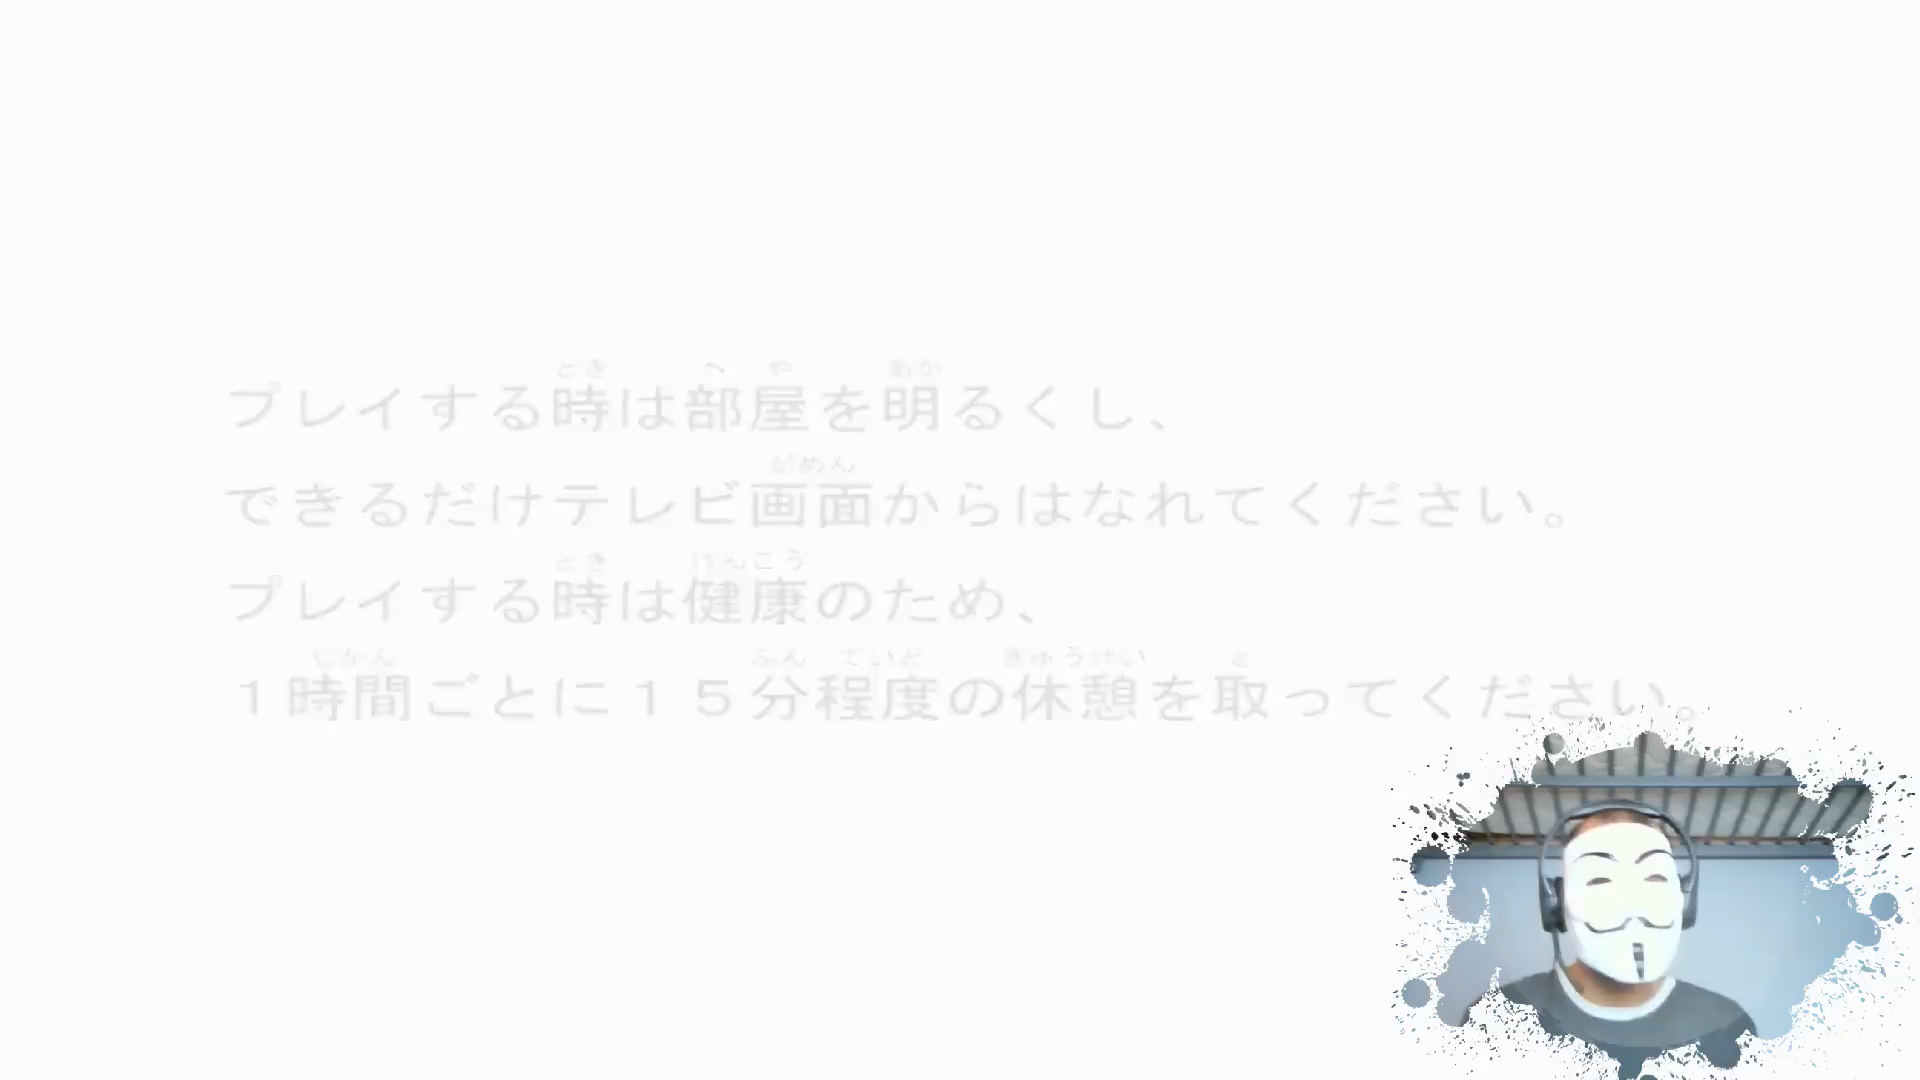 プレイする時は部屋を明るくし、
できるだけテレビ画面からはなれてください。
プレイする時は健康のため、
１時間ごとに１５分程度の休憩を取ってください。